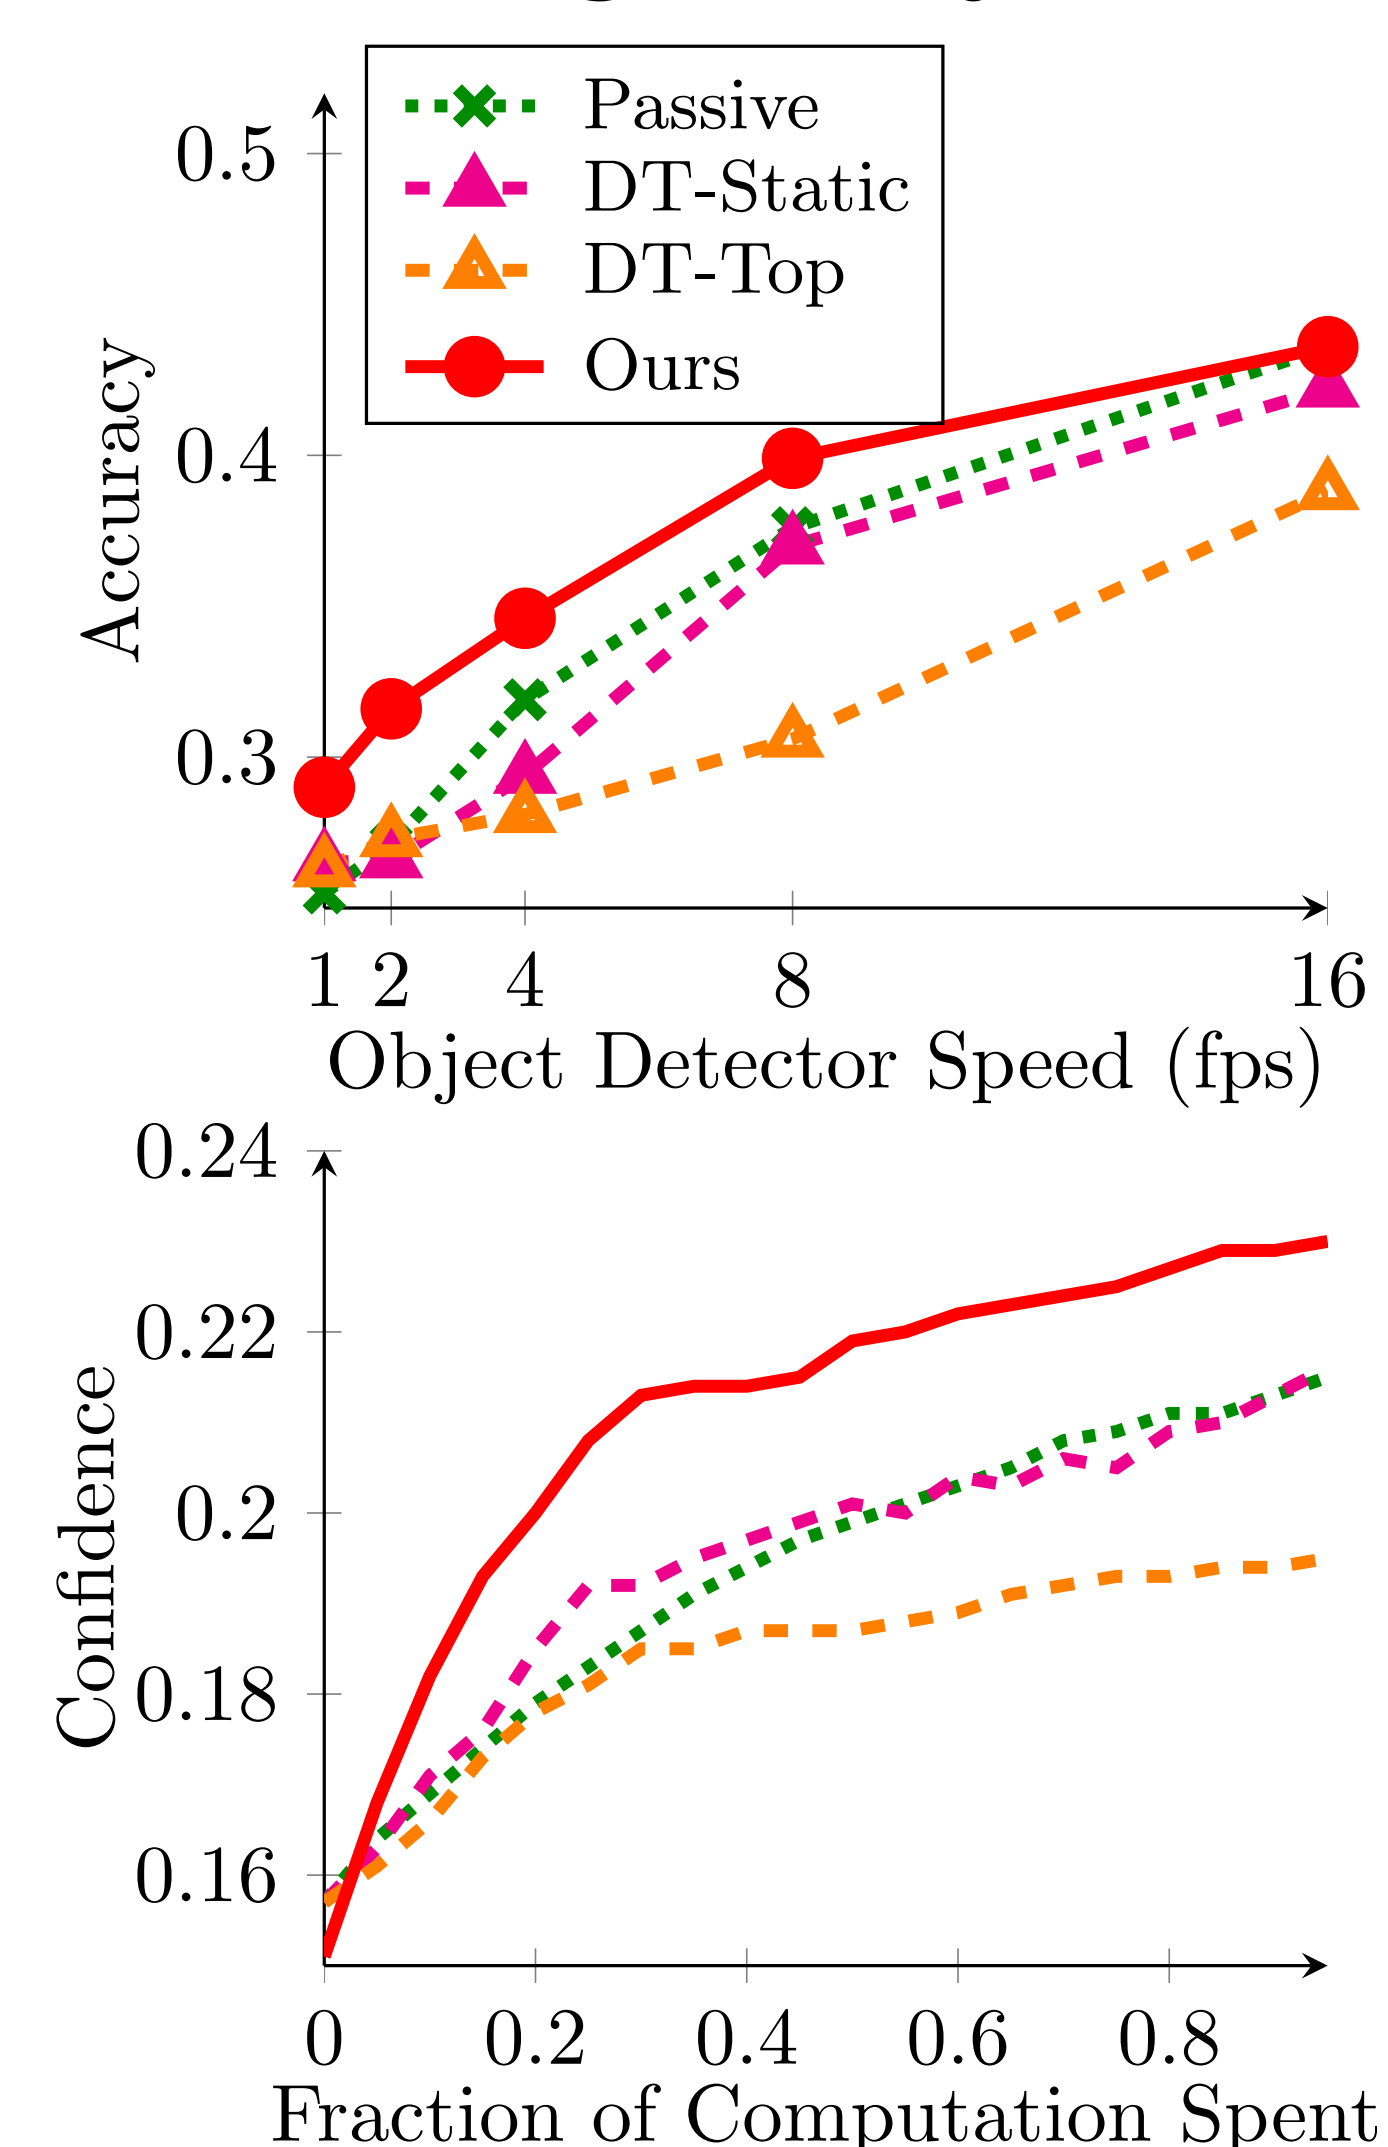 Passive
DT-Static
DT-Top
Ours
0.5
0.4
0.3
Accuracy
1 2 4 8 16
Object Detector Speed (fps)
0.24
0.22
0.2
0.18
0.16
Confidence
0 0.2 0.4 0.6 0.8
Fraction of Computation Spent